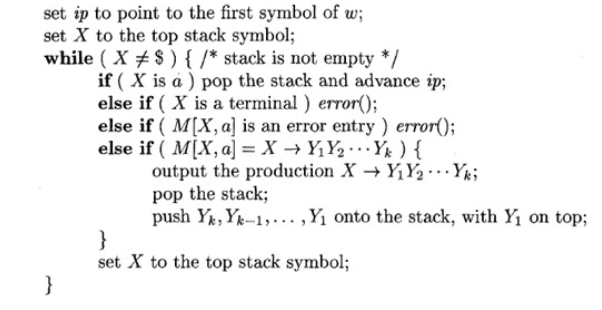 set ip to point to the first symbol of w;
set X to the top stack symbol;
while ( X ≠ $ ) { /* stack is not empty */
if ( X is a ) pop the stack and advance ip;
else if ( X is a terminal ) error();
else if ( M[X, a] is an error entry ) error();
else if ( M[X, a] = X → Y₁Y₂ ⋯ Yₖ ) {
output the production X → Y₁Y₂ ⋯ Yₖ;
pop the stack;
push Yₖ, Yₖ₋₁, . . . , Y₁ onto the stack, with Y₁ on top;
}
set X to the top stack symbol;
}